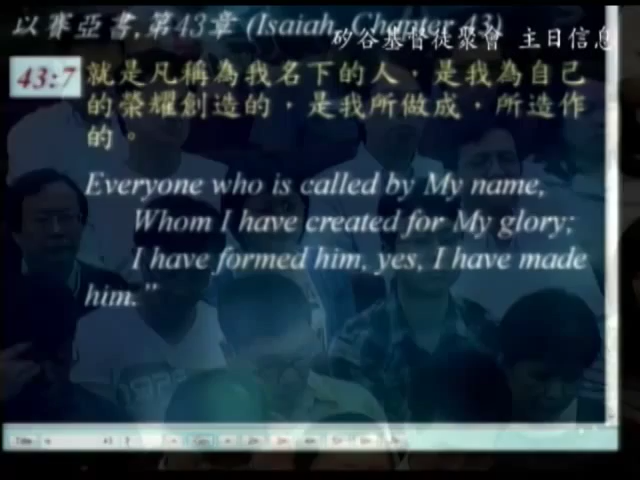 以賽亞書,第43章 (Isaiah, Chapter 43)
矽谷基督徒聚會 主日信息
43:7 就是凡稱為我名下的人，是我為自己
的榮耀創造的，是我所做成，所造作
的。
Everyone who is called by My name,
Whom I have created for My glory;
I have formed him, yes, I have made
him.”